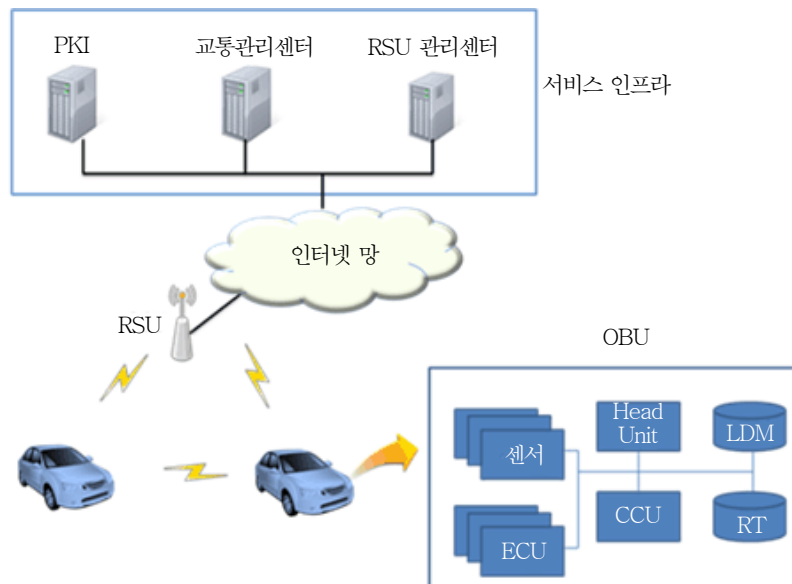 PKI
교통관리센터
RSU 관리센터
서비스 인프라
인터넷 망
RSU
OBU
센서
Head
Unit
LDM
ECU
CCU
RT